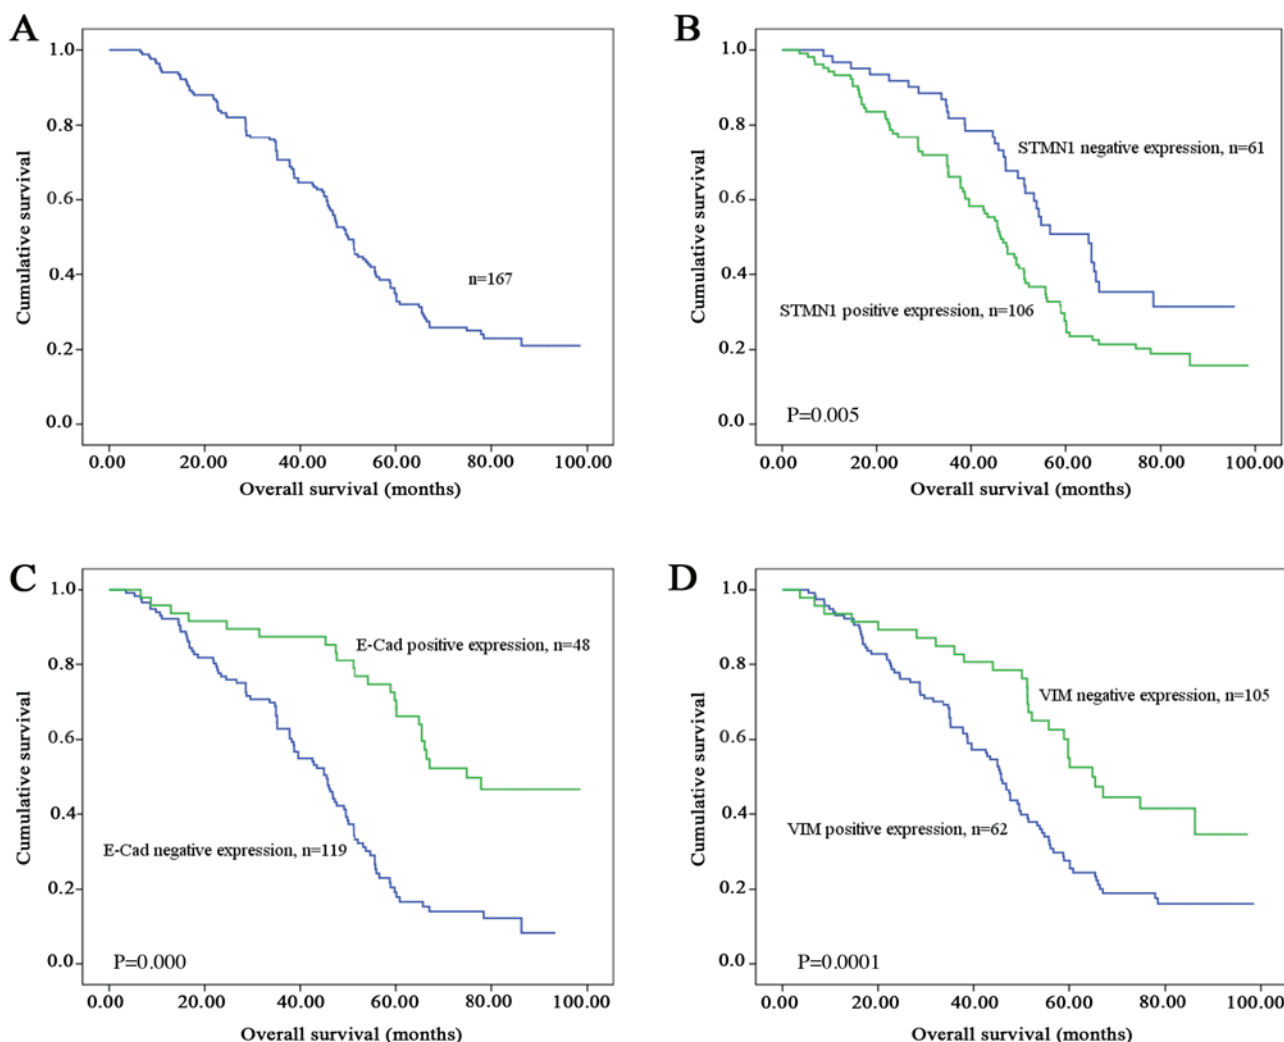 A
1.0
0.8
0.6
0.4
0.2
0.0
Cumulative survival
n=167
0.00 20.00 40.00 60.00 80.00 100.00
Overall survival (months)
B
1.0
0.8
0.6
0.4
0.2
0.0
Cumulative survival
STMN1 negative expression, n=61
STMN1 positive expression, n=106
P=0.005
0.00 20.00 40.00 60.00 80.00 100.00
Overall survival (months)
C
1.0
0.8
0.6
0.4
0.2
0.0
Cumulative survival
E-Cad positive expression, n=48
E-Cad negative expression, n=119
P=0.000
0.00 20.00 40.00 60.00 80.00 100.00
Overall survival (months)
D
1.0
0.8
0.6
0.4
0.2
0.0
Cumulative survival
VIM negative expression, n=105
VIM positive expression, n=62
P=0.0001
0.00 20.00 40.00 60.00 80.00 100.00
Overall survival (months)